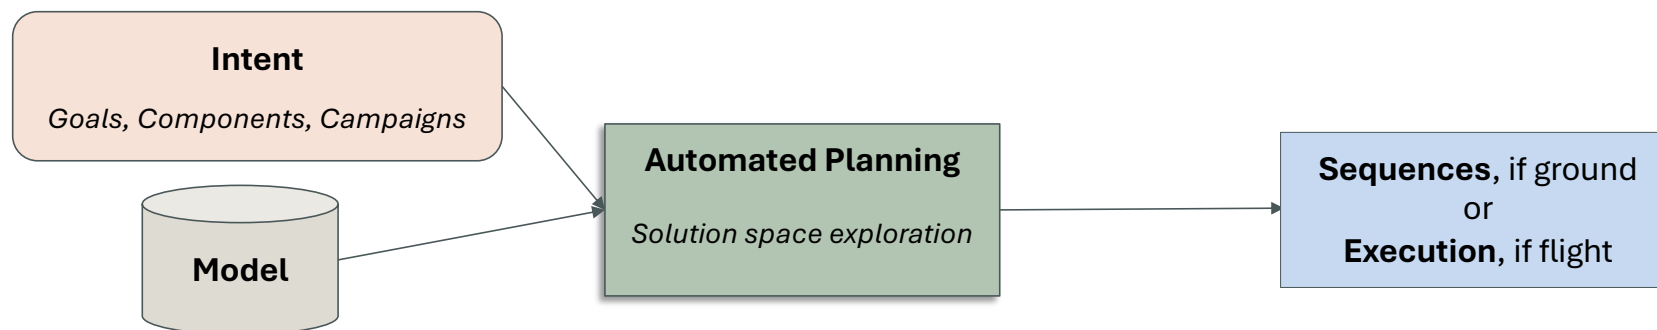 Intent
Goals, Components, Campaigns
Model
Automated Planning
Solution space exploration
Sequences, if ground
or
Execution, if flight